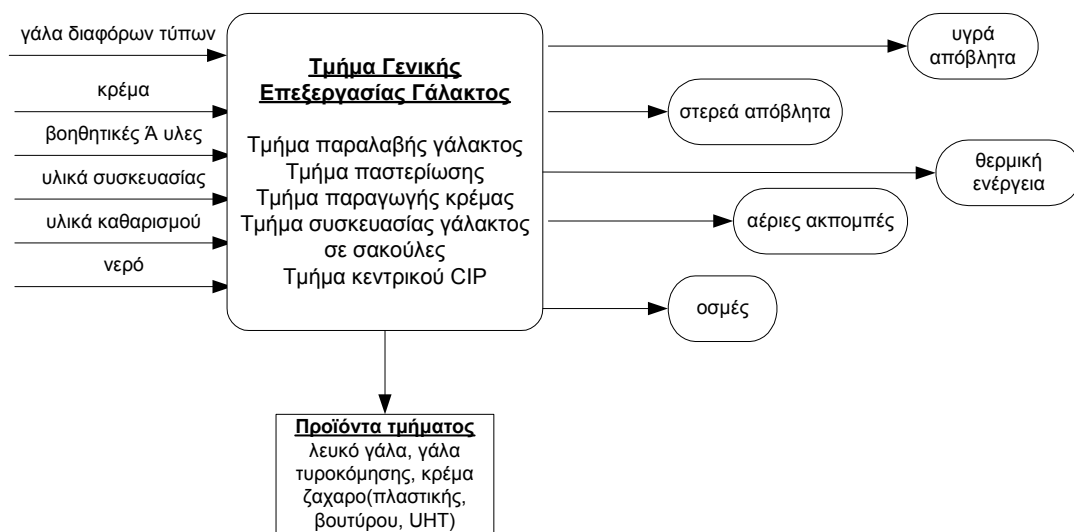 γάλα διαφόρων τύπων
κρέμα
βοηθητικές Ά υλες
υλικά συσκευασίας
υλικά καθαρισμού
νερό
Τμήμα Γενικής
Επεξεργασίας Γάλακτος
Τμήμα παραλαβής γάλακτος
Τμήμα παστερίωσης
Τμήμα παραγωγής κρέμας
Τμήμα συσκευασίας γάλακτος
σε σακούλες
Τμήμα κεντρικού CIP
υγρά
απόβλητα
στερεά απόβλητα
θερμική
ενέργεια
αέριες ακπομπές
οσμές
Προϊόντα τμήματος
λευκό γάλα, γάλα
τυροκόμησης, κρέμα
ζαχαρο(πλαστικής,
βουτύρου, UHT)